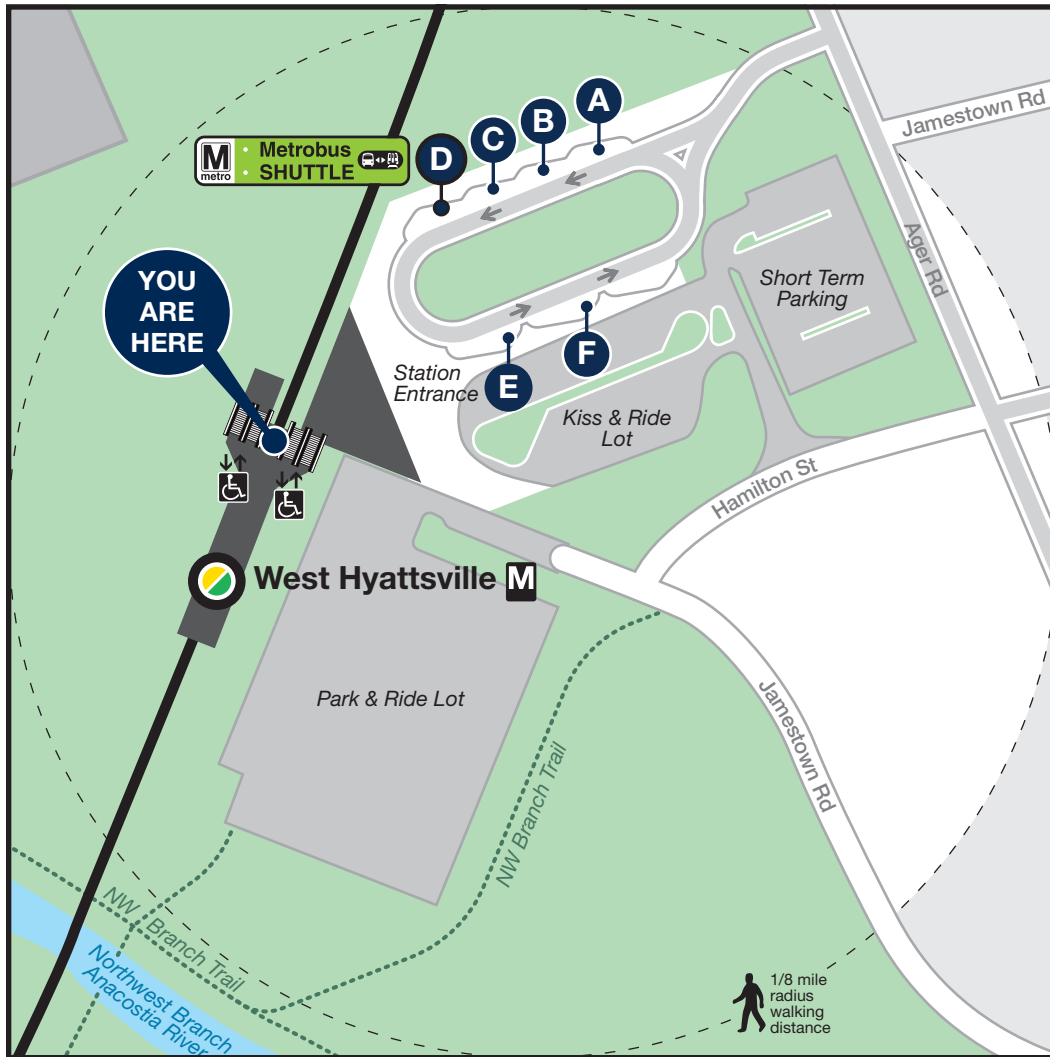 Jamestown Rd
A
B
C
D
M
metro
• Metrobus
• SHUTTLE
YOU
ARE
HERE
Ager Rd
Short Term
Parking
Station
Entrance
E
F
Kiss & Ride
Lot
Hamilton St
West Hyattsville M
Park & Ride Lot
Jamestown Rd
NW Branch Trail
NW Branch Trail
Northwest Branch
Anacostia River
1/8 mile
radius
walking
distance